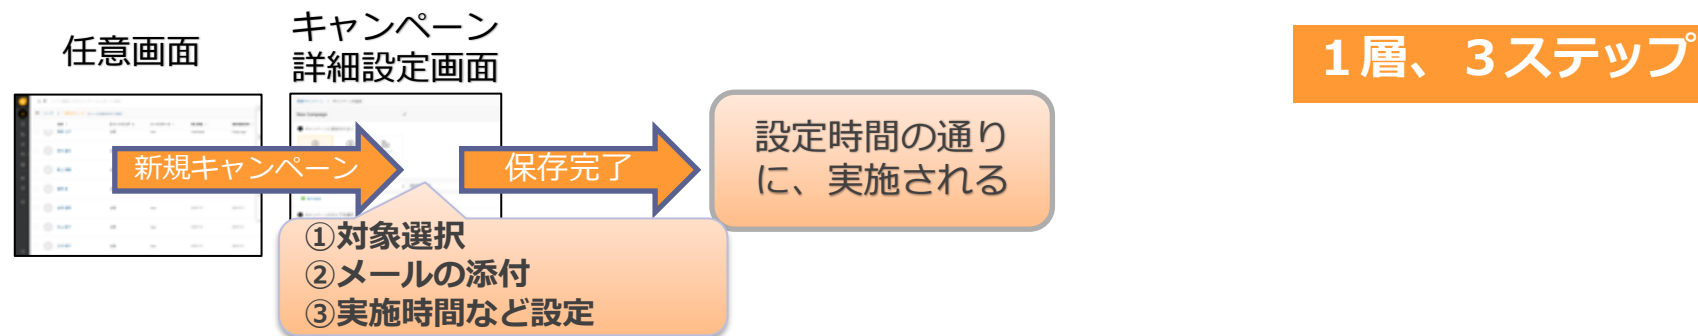 任意画面
キャンペーン
詳細設定画面
１層、３ステップ
New Campaign
新規キャンペーン
保存完了
設定時間の通り
に、実施される
①対象選択
②メールの添付
③実施時間など設定